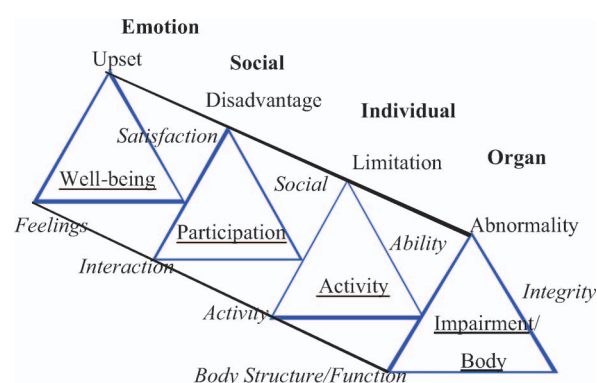 Emotion
Upset
Social
Disadvantage
Individual
Limitation
Organ
Abnormality
Satisfaction
Social
Ability
Integrity
Well-being
Participation
Activity
Impairment/
Body
Feelings
Interaction
Activity
Body Structure/Function